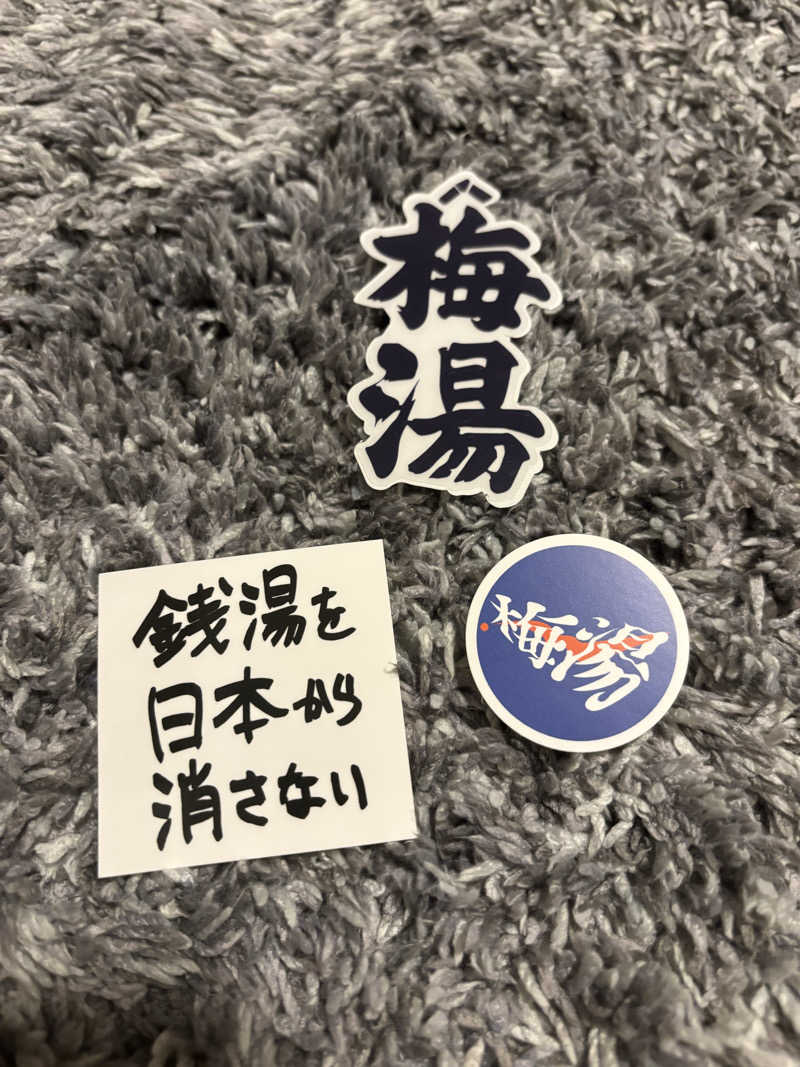 梅湯
銭湯を
日本から
消さない
梅湯